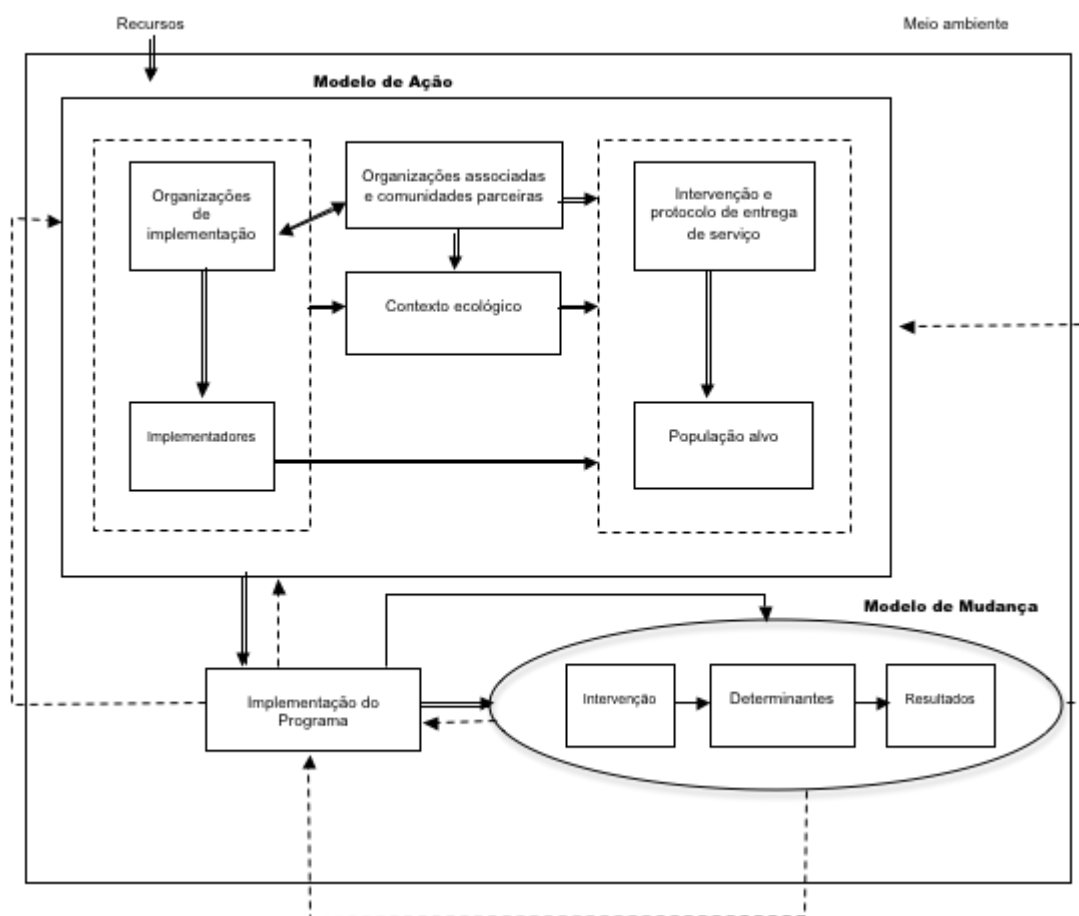 Recursos
Meio ambiente
Modelo de Ação
Organizações
de
implementação
Organizações associadas
e comunidades parceiras
Intervenção e
protocolo de entrega
de serviço
Contexto ecológico
Implementadores
População alvo
Modelo de Mudança
Implementação do
Programa
Intervenção
Determinantes
Resultados